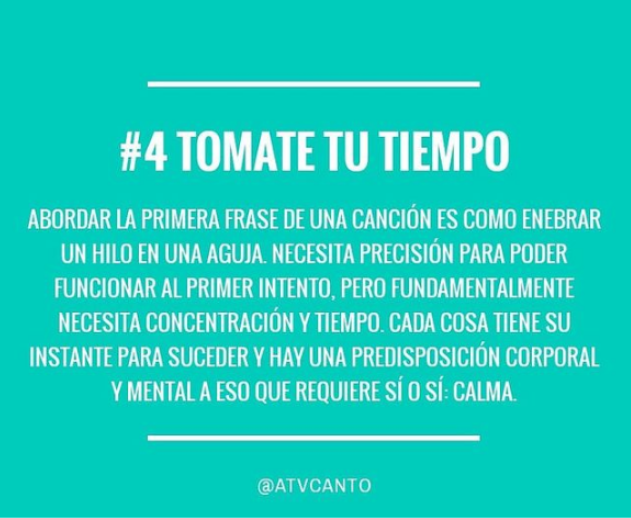 #4 TOMATE TU TIEMPO
ABORDAR LA PRIMERA FRASE DE UNA CANCIÓN ES COMO ENEBRAR
UN HILO EN UNA AGUJA. NECESITA PRECISIÓN PARA PODER
FUNCIONAR AL PRIMER INTENTO, PERO FUNDAMENTALMENTE
NECESITA CONCENTRACIÓN Y TIEMPO. CADA COSA TIENE SU
INSTANTE PARA SUCEDER Y HAY UNA PREDISPOSICIÓN CORPORAL
Y MENTAL A ESO QUE REQUIERE SÍ O SÍ: CALMA.
@ATVCANTO